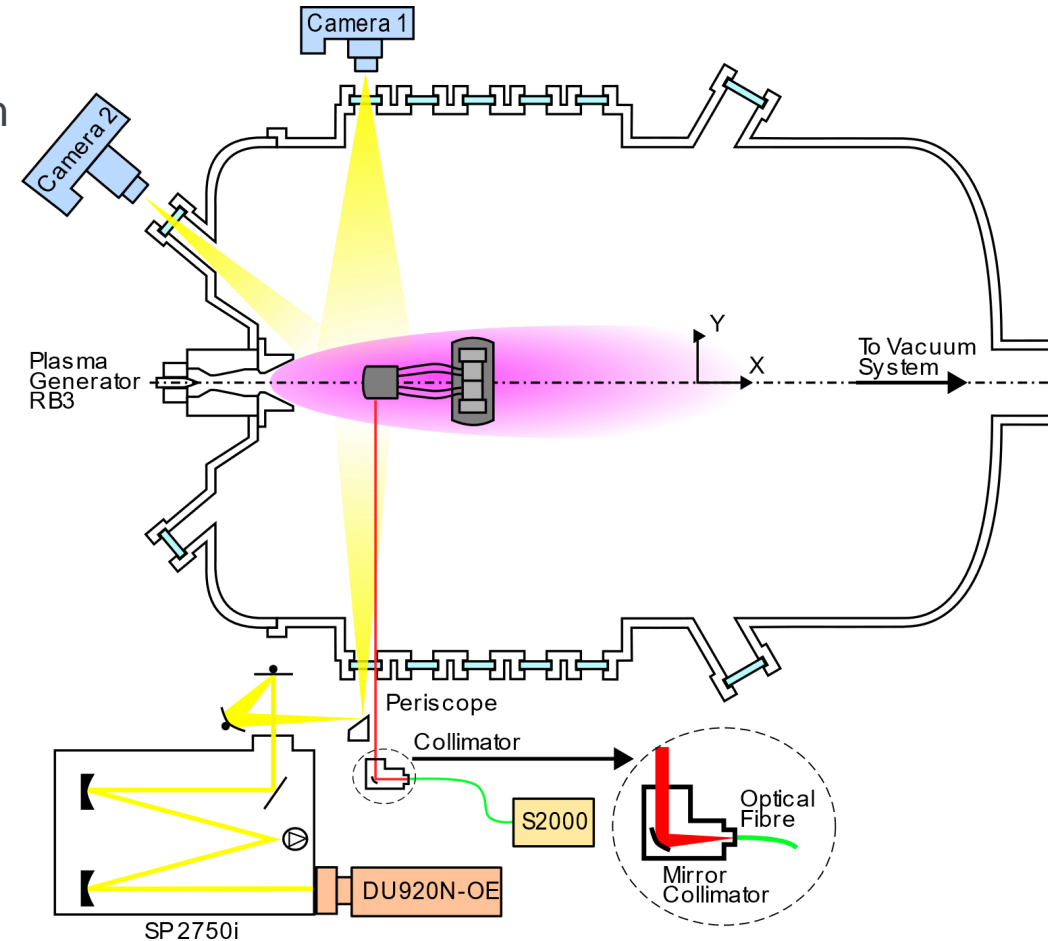 n
Camera 1
Camera 2
Plasma
Generator
RB3
Y
X
To Vacuum
System
Periscope
Collimator
S2000
Optical
Fibre
Mirror
Collimator
DU920N-OE
SP2750i